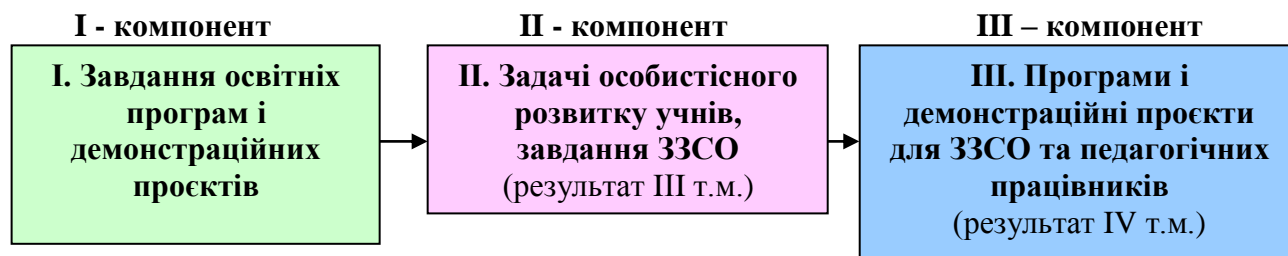 I - компонент
II - компонент
III – компонент
I. Завдання освітніх
програм і
демонстраційних
проєктів
II. Задачі особистісного
розвитку учнів,
завдання ЗЗСО
(результат III т.м.)
III. Програми і
демонстраційні проєкти
для ЗЗСО та педагогічних
працівників
(результат IV т.м.)